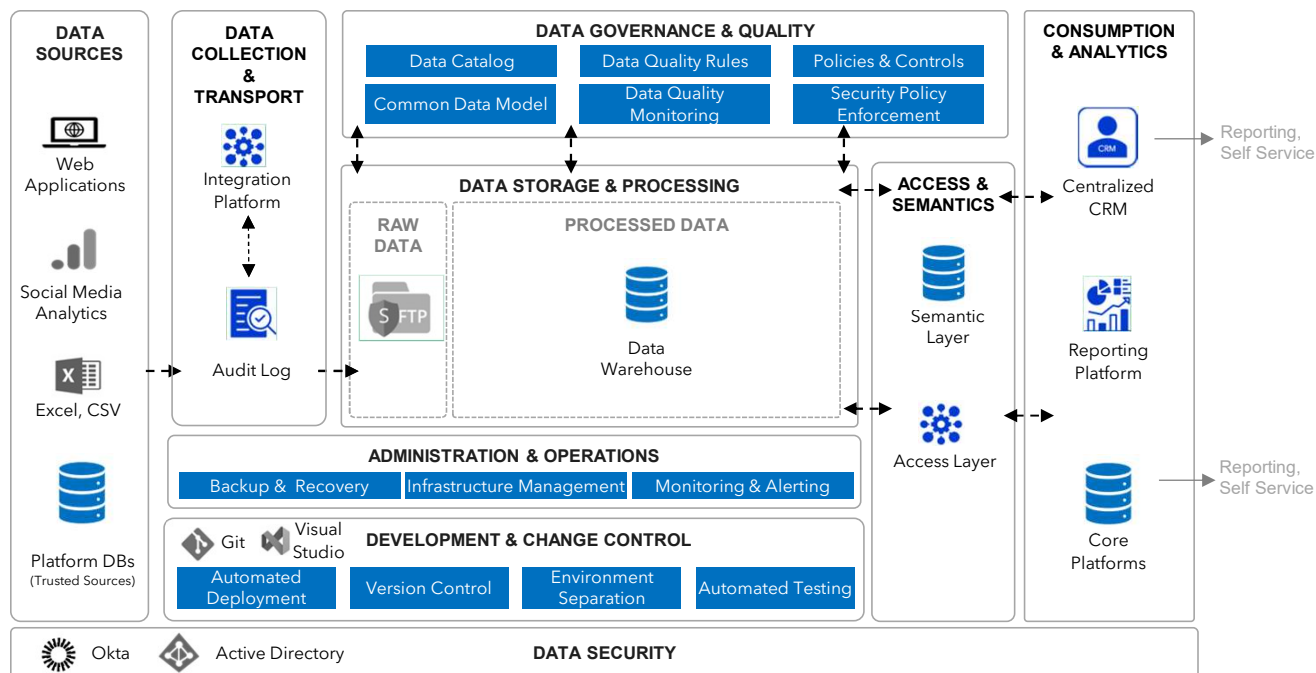 DATA
SOURCES
Web
Applications
Social Media
Analytics
Excel, CSV
Platform DBs
(Trusted Sources)
DATA
COLLECTION
&
TRANSPORT
Integration
Platform
Audit Log
DATA GOVERNANCE & QUALITY
Data Catalog
Data Quality Rules
Policies & Controls
Common Data Model
Data Quality
Monitoring
Security Policy
Enforcement
DATA STORAGE & PROCESSING
RAW
DATA
S FTP
PROCESSED DATA
Data
Warehouse
ACCESS &
SEMANTICS
Semantic
Layer
Access Layer
CONSUMPTION
& ANALYTICS
CRM
Centralized
CRM
Reporting
Platform
Core
Platforms
Reporting,
Self Service
Reporting,
Self Service
ADMINISTRATION & OPERATIONS
Backup & Recovery
Infrastructure Management
Monitoring & Alerting
Git
Visual
Studio
DEVELOPMENT & CHANGE CONTROL
Automated
Deployment
Version Control
Environment
Separation
Automated Testing
Okta
Active Directory
DATA SECURITY
X